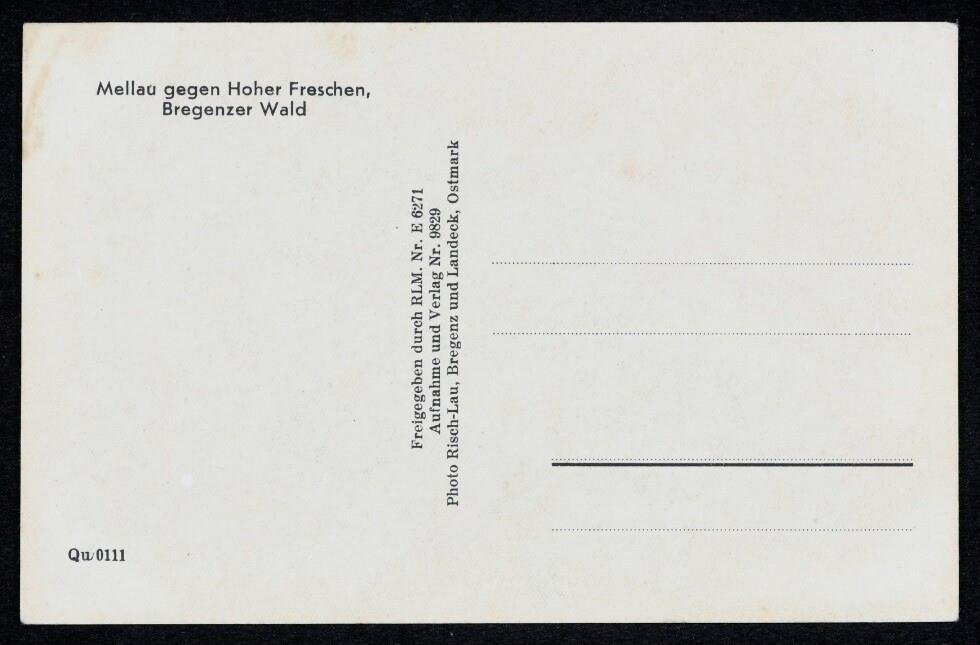 Mellau gegen Hoher Freschen,
Bregenzer Wald
Freigegeben durch RLM. Nr. E 6271
Aufnahme und Verlag Nr. 9829
Photo Risch-Lau, Bregenz und Landeck, Ostmark
Qu/0111